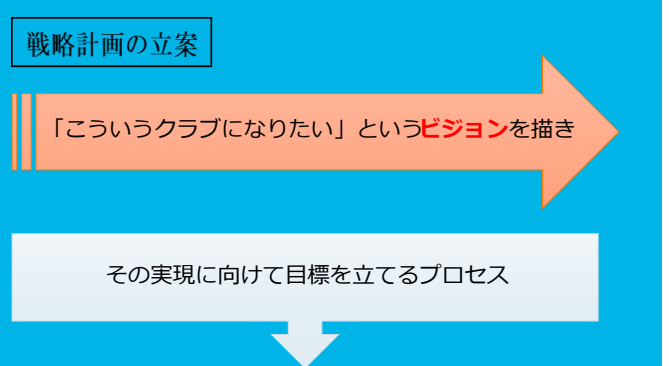 戦略計画の立案
「こういうクラブになりたい」というビジョンを描き
その実現に向けて目標を立てるプロセス